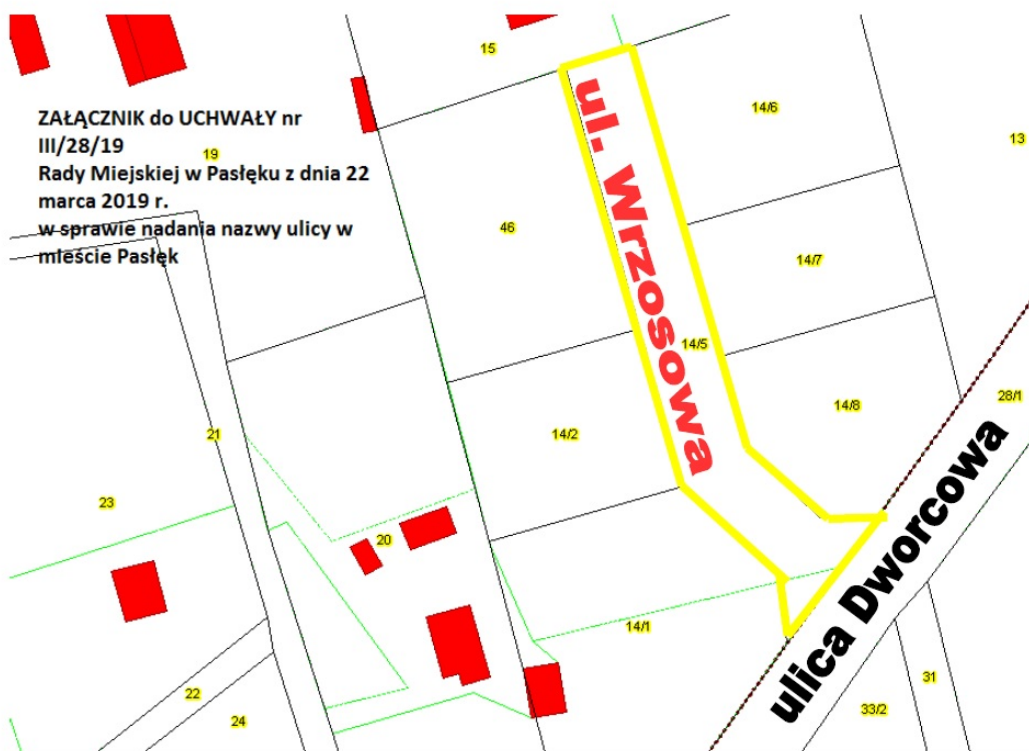 15
14/6
ZAŁĄCZNIK do UCHWAŁY nr
III/28/19
19
13
Rady Miejskiej w Pasłęku z dnia 22
marca 2019 r.
w sprawie nadania nazwy ulicy w
mieście Pasłęk
ul. Wrzosowa
46
14/7
14/5
28/1
14/8
21
14/2
23
20
ulica Dworcowa
14/1
31
22
33/2
24